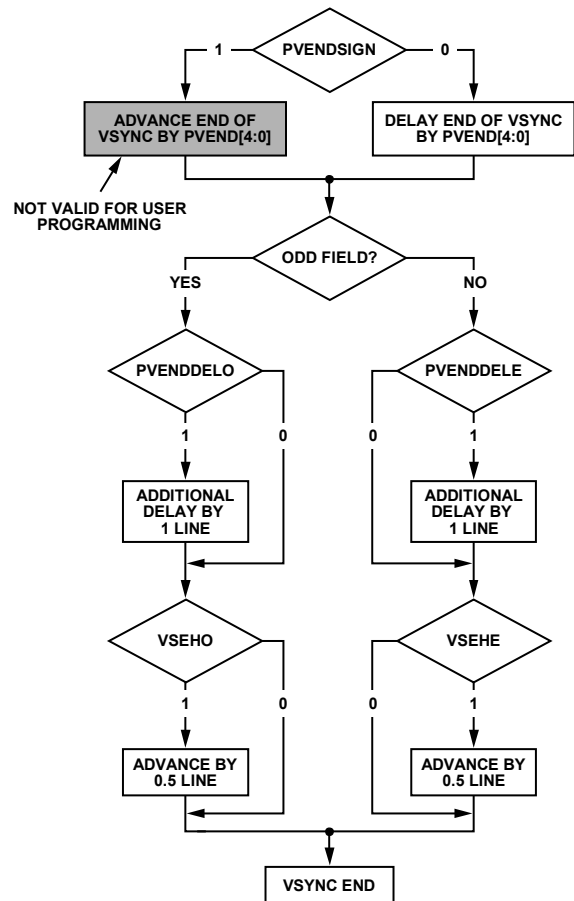 1
PVENDSIGN
0
ADVANCE END OF
VSYNC BY PVEND[4:0]
DELAY END OF VSYNC
BY PVEND[4:0]
NOT VALID FOR USER
PROGRAMMING
ODD FIELD?
YES
NO
PVENDDELO
PVENDDELE
1
0
0
1
ADDITIONAL
DELAY BY
1 LINE
ADDITIONAL
DELAY BY
1 LINE
VSEHO
VSEHE
1
0
0
1
ADVANCE BY
0.5 LINE
ADVANCE BY
0.5 LINE
VSYNC END